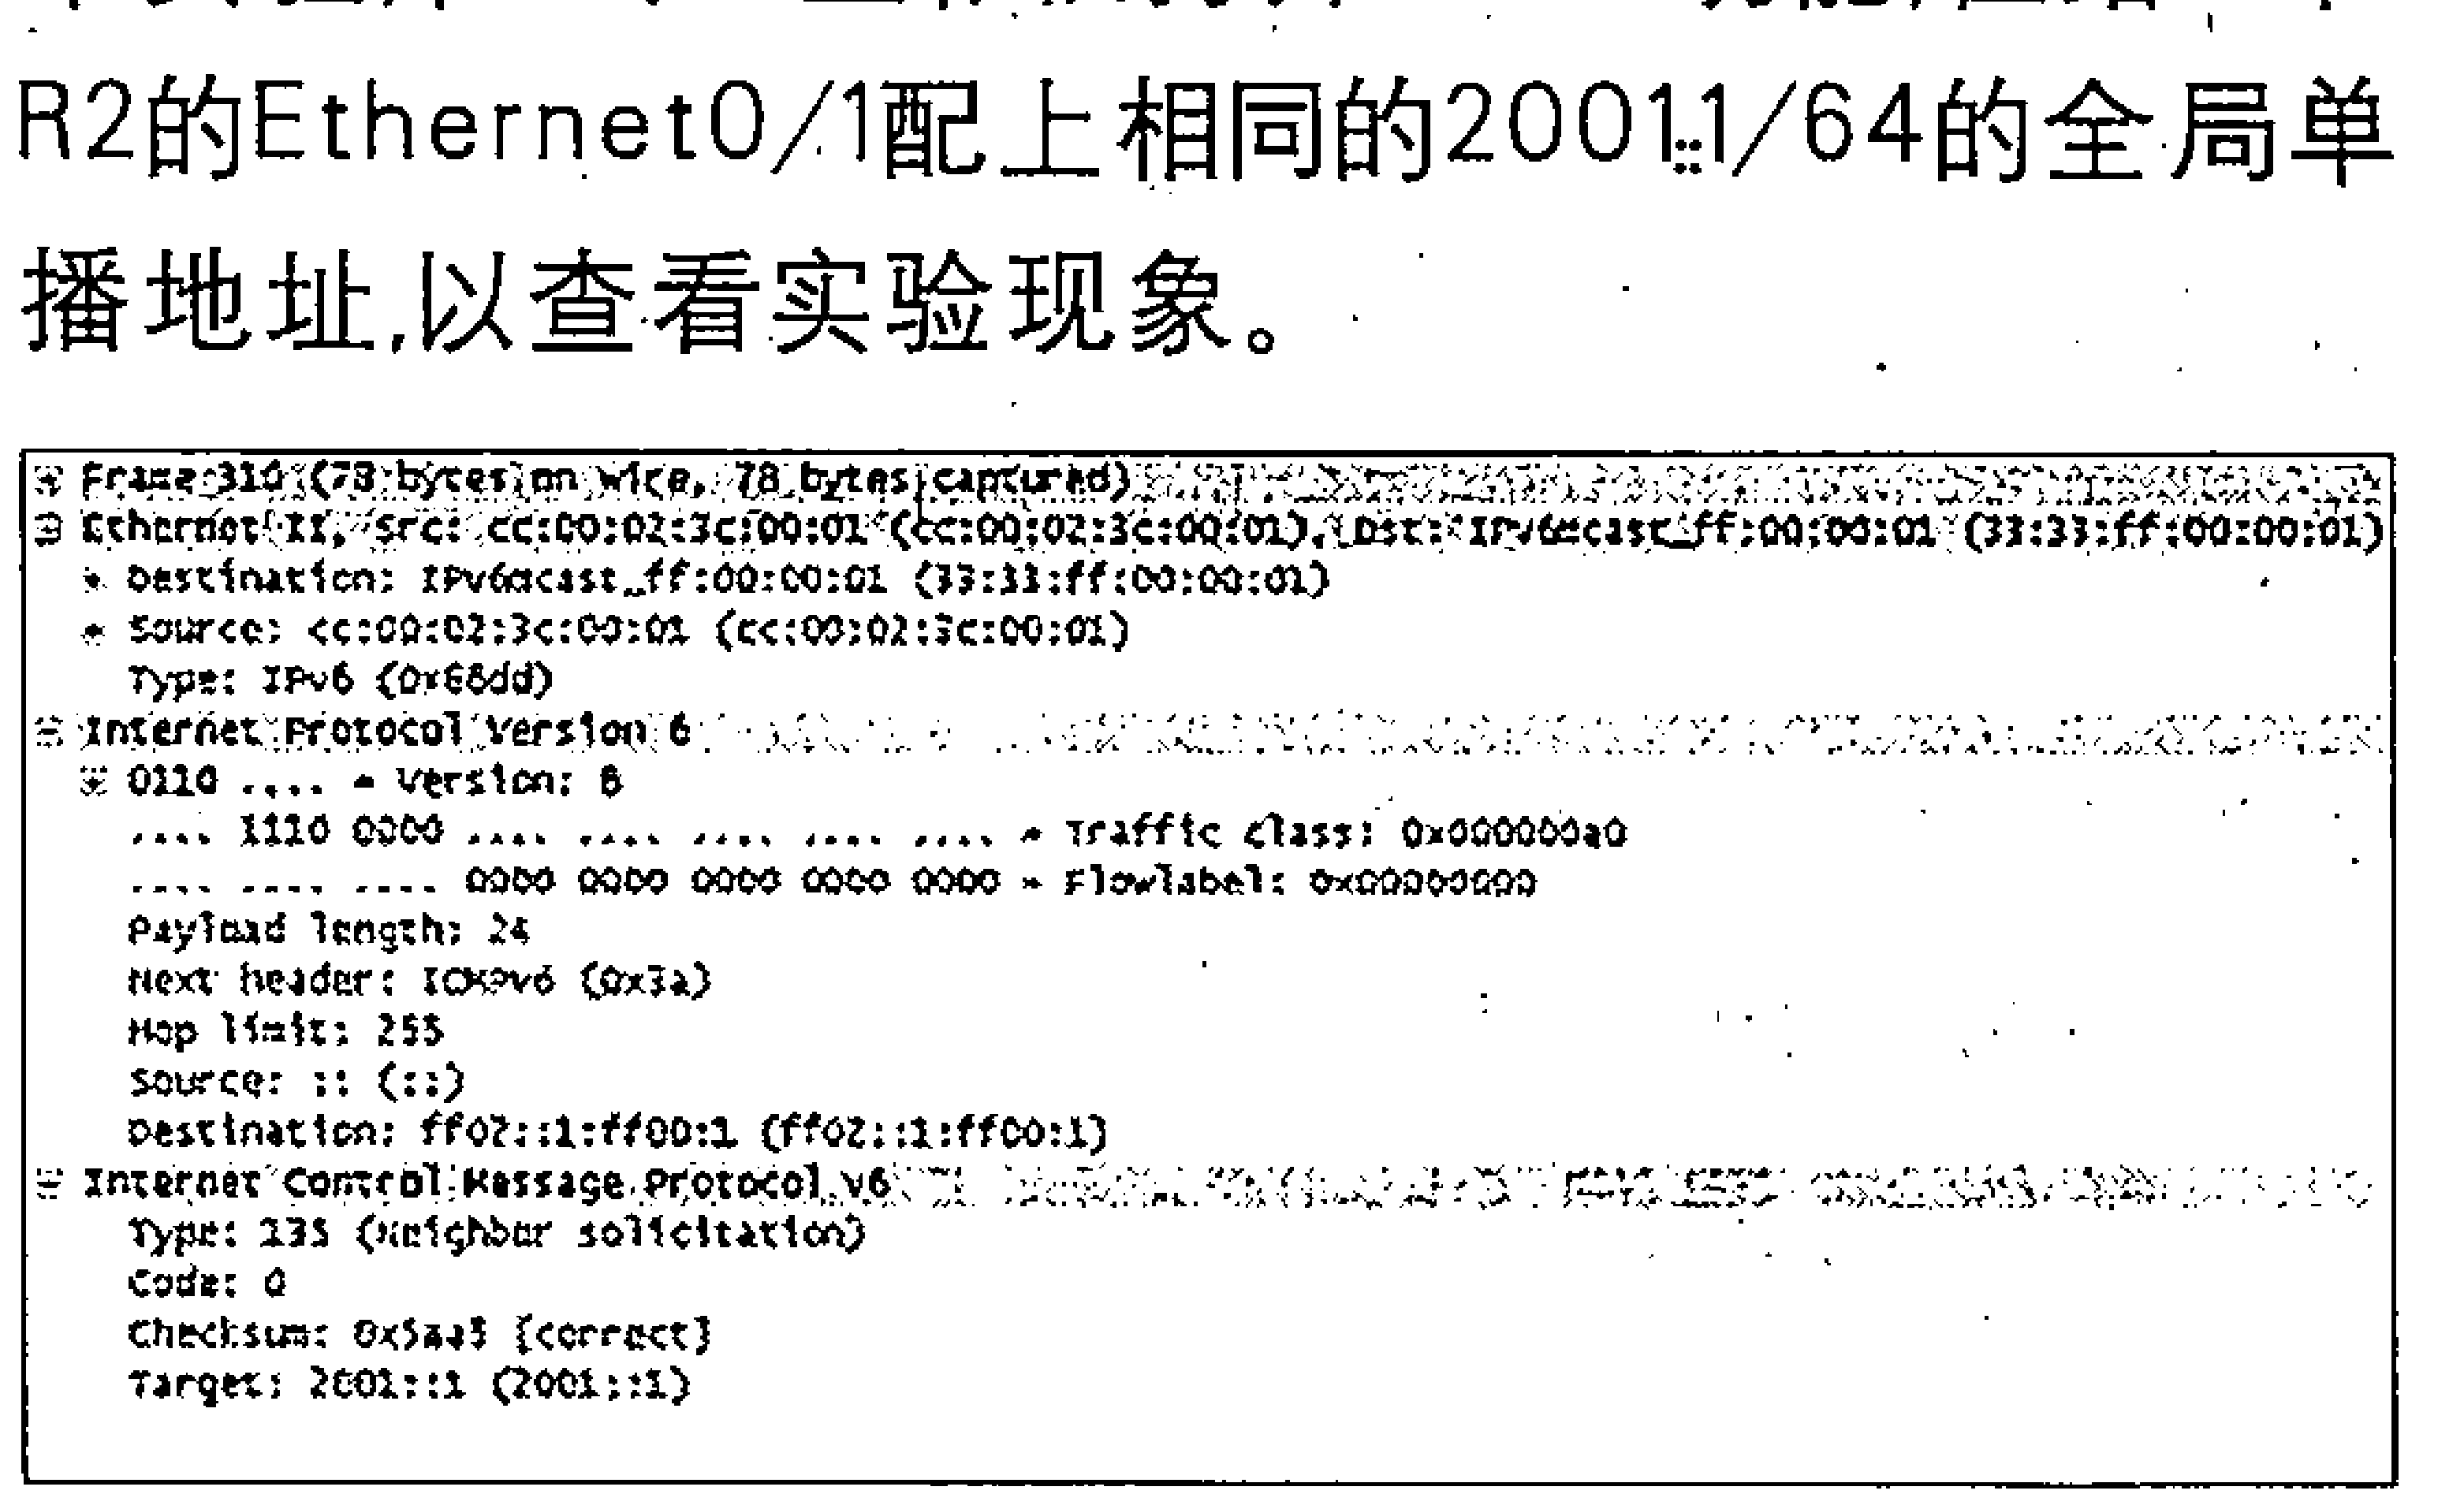 R2的Ethernet0/1配上相同的2001::1/64的全局单
播地址,以查看实验现象。
Frame 310 (78 bytes on wire, 78 bytes captured)
Ethernet II, Src: cc:00:02:3c:00:01 (cc:00:02:3c:00:01), Dst: IPv6mcast_ff:00:00:01 (33:33:ff:00:00:01)
Destination: IPv6mcast_ff:00:00:01 (33:33:ff:00:00:01)
Source: cc:00:02:3c:00:01 (cc:00:02:3c:00:01)
Type: IPv6 (0x86dd)
Internet Protocol Version 6
0110 .... = Version: 6
.... 1110 0000 .... .... .... .... .... = Traffic class: 0x000000e0
.... .... .... 0000 0000 0000 0000 0000 = Flowlabel: 0x00000000
Payload length: 24
Next header: ICMPv6 (0x3a)
Hop limit: 255
Source: :: (::)
Destination: ff02::1:ff00:1 (ff02::1:ff00:1)
Internet Control Message Protocol v6
Type: 135 (Neighbor solicitation)
Code: 0
Checksum: [correct]
Target: 2001::1 (2001::1)